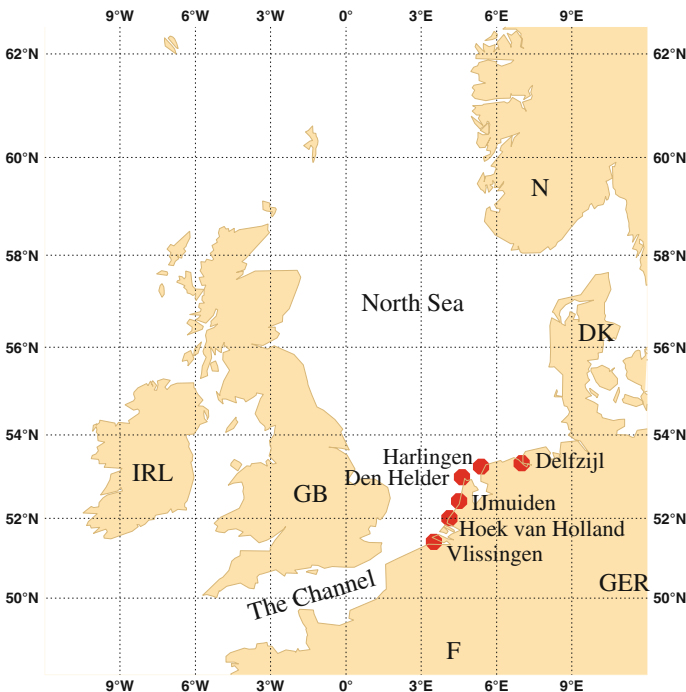 9°W 6°W 3°W 0° 3°E 6°E 9°E
62°N 62°N
60°N 60°N
N
58°N 58°N
North Sea
DK
56°N 56°N
54°N 54°N
Harlingen
Delfzijl
IRL
Den Helder
GB
IJmuiden
52°N 52°N
Hoek van Holland
Vlissingen
GER
The Channel
50°N 50°N
F
9°W 6°W 3°W 0° 3°E 6°E 9°E